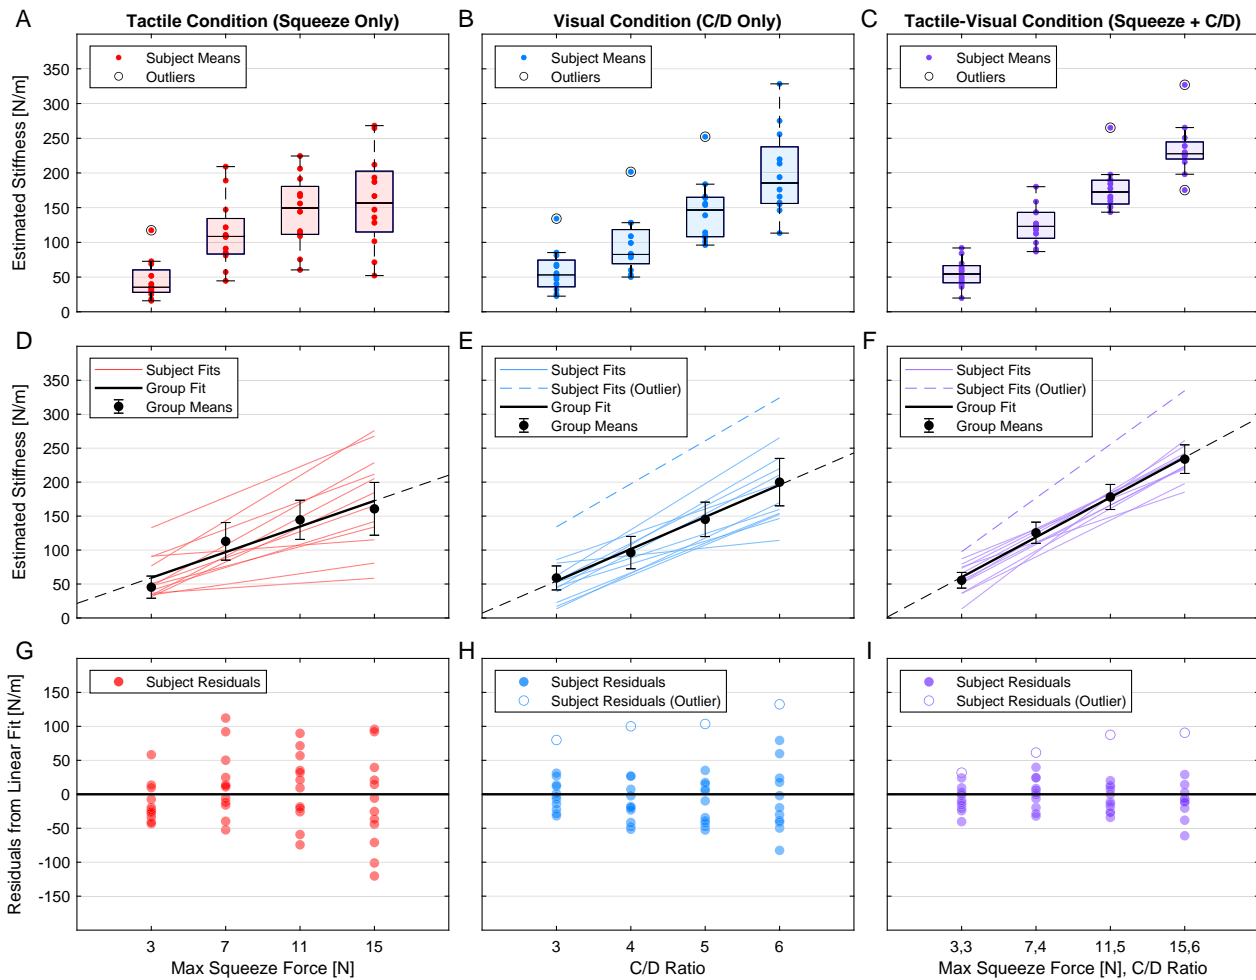 A Tactile Condition (Squeeze Only)
Estimated Stiffness [N/m]
400
350
300
250
200
150
100
50
0
Subject Means
Outliers
B Visual Condition (C/D Only)
Subject Means
Outliers
C Tactile-Visual Condition (Squeeze + C/D)
Subject Means
Outliers
D
Estimated Stiffness [N/m]
350
300
250
200
150
100
50
0
Subject Fits
Group Fit
Group Means
E
Subject Fits
Subject Fits (Outlier)
Group Fit
Group Means
F
Subject Fits
Subject Fits (Outlier)
Group Fit
Group Means
G
Residuals from Linear Fit [N/m]
150
100
50
0
-50
-100
-150
Subject Residuals
3 7 11 15
Max Squeeze Force [N]
H
Subject Residuals
Subject Residuals (Outlier)
3 4 5 6
C/D Ratio
I
Subject Residuals
Subject Residuals (Outlier)
3,3 7,4 11,5 15,6
Max Squeeze Force [N], C/D Ratio